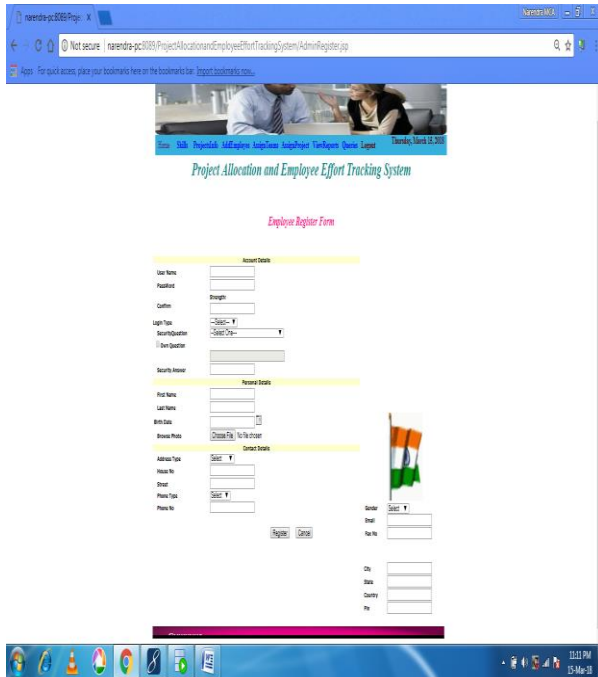 narendra-pc:8089/Projec X
Narendra MCA
Not secure | narendra-pc:8089/ProjectAllocationandEmployeeEffortTrackingSystem/AdminRegister.jsp
Apps For quick access, place your bookmarks here on the bookmarks bar. Import bookmarks now...
Home Skills ProjectsInfo AddEmployee AssignTeams AssignProject ViewReports Queries Logout Thursday, March 15, 2018
Project Allocation and Employee Effort Tracking System
Employee Register Form
Account Details
User Name
PassWord
Strength:
Confirm
Login Type ---Select--- ▼
SecurityQuestion --Select One--- ▼
Own Question
Security Answer
Personal Details
First Name
Last Name
Birth Date
Browse Photo Choose File No file chosen
Contact Details
Address Type Select ▼
House No
Street
Phone Type Select ▼
Phone No
Gender Select ▼
Email
Fax No
Register Cancel
City
State
Country
Pin
11:11 PM
15-Mar-18